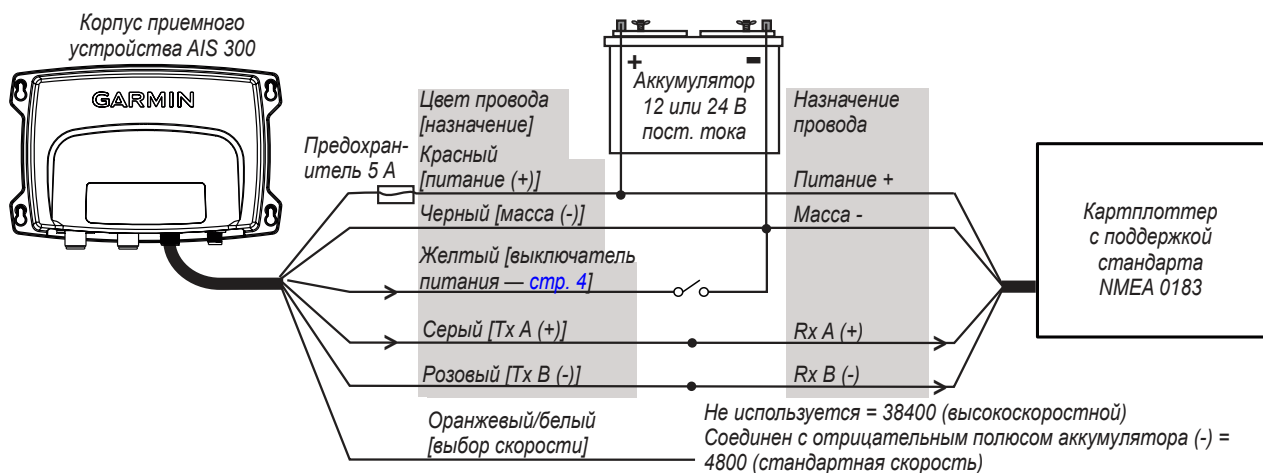 Корпус приемного
устройства AIS 300
GARMIN
Предохран-
итель 5 А
Цвет провода
[назначение]
Красный
[питание (+)]
Черный [масса (-)]
Желтый [выключатель
питания — стр. 4]
Серый [Tx A (+)]
Розовый [Tx B (-)]
Оранжевый/белый
[выбор скорости]
+ -
Аккумулятор
12 или 24 В
пост. тока
Назначение
провода
Питание +
Масса -
Rx A (+)
Rx B (-)
Не используется = 38400 (высокоскоростной)
Соединен с отрицательным полюсом аккумулятора (-) =
4800 (стандартная скорость)
Картплоттер
с поддержкой
стандарта
NMEA 0183